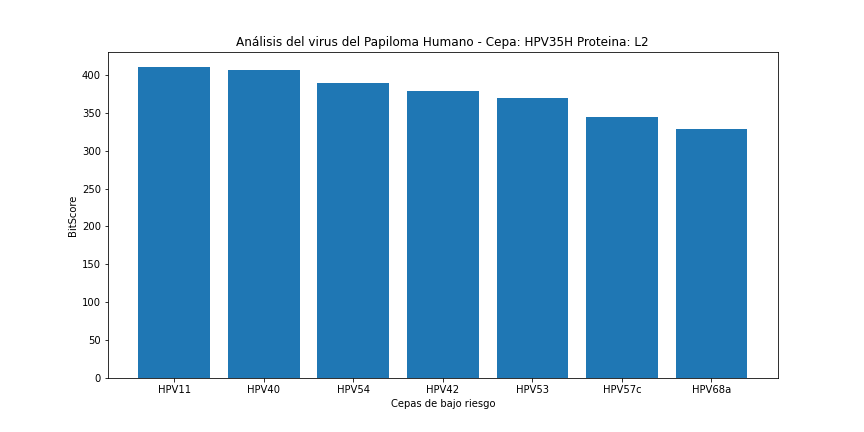 Análisis del virus del Papiloma Humano - Cepa: HPV35H Proteina: L2
BitScore
400
350
300
250
200
150
100
50
0
HPV11 HPV40 HPV54 HPV42 HPV53 HPV57c HPV68a
Cepas de bajo riesgo